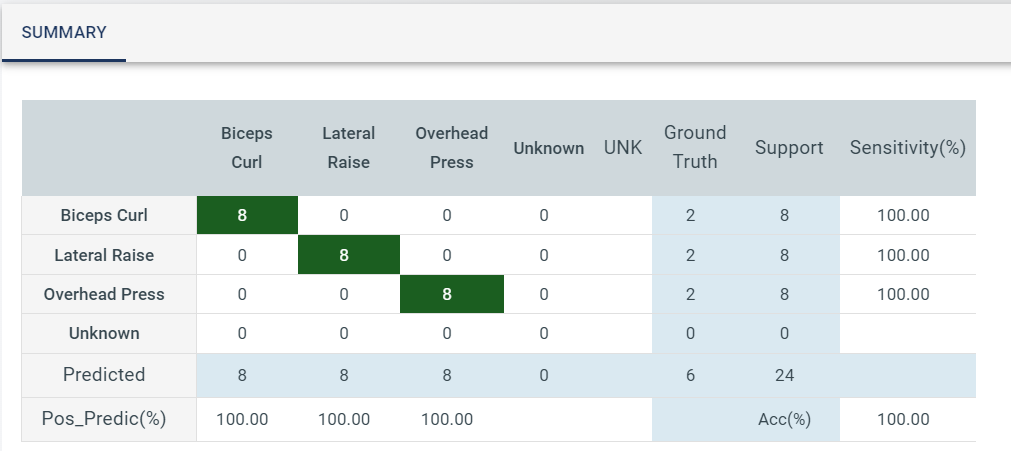 SUMMARY
Biceps Curl Lateral Raise Overhead Press Unknown UNK Ground Truth Support Sensitivity(%)
Biceps Curl 8 0 0 0 2 8 100.00
Lateral Raise 0 8 0 0 2 8 100.00
Overhead Press 0 0 8 0 2 8 100.00
Unknown 0 0 0 0 0 0
Predicted 8 8 8 0 6 24
Pos_Predic(%) 100.00 100.00 100.00 Acc(%) 100.00